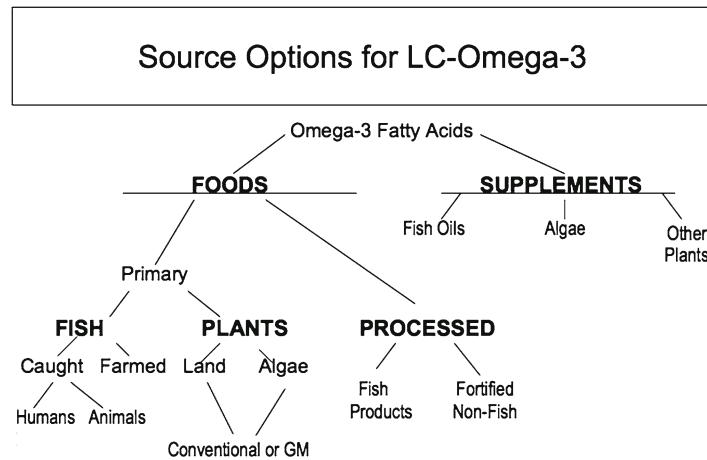 Source Options for LC-Omega-3
Omega-3 Fatty Acids
FOODS
SUPPLEMENTS
Fish Oils
Algae
Other
Plants
Primary
FISH
PLANTS
PROCESSED
Caught
Farmed
Land
Algae
Fish
Products
Fortified
Non-Fish
Humans
Animals
Conventional or GM